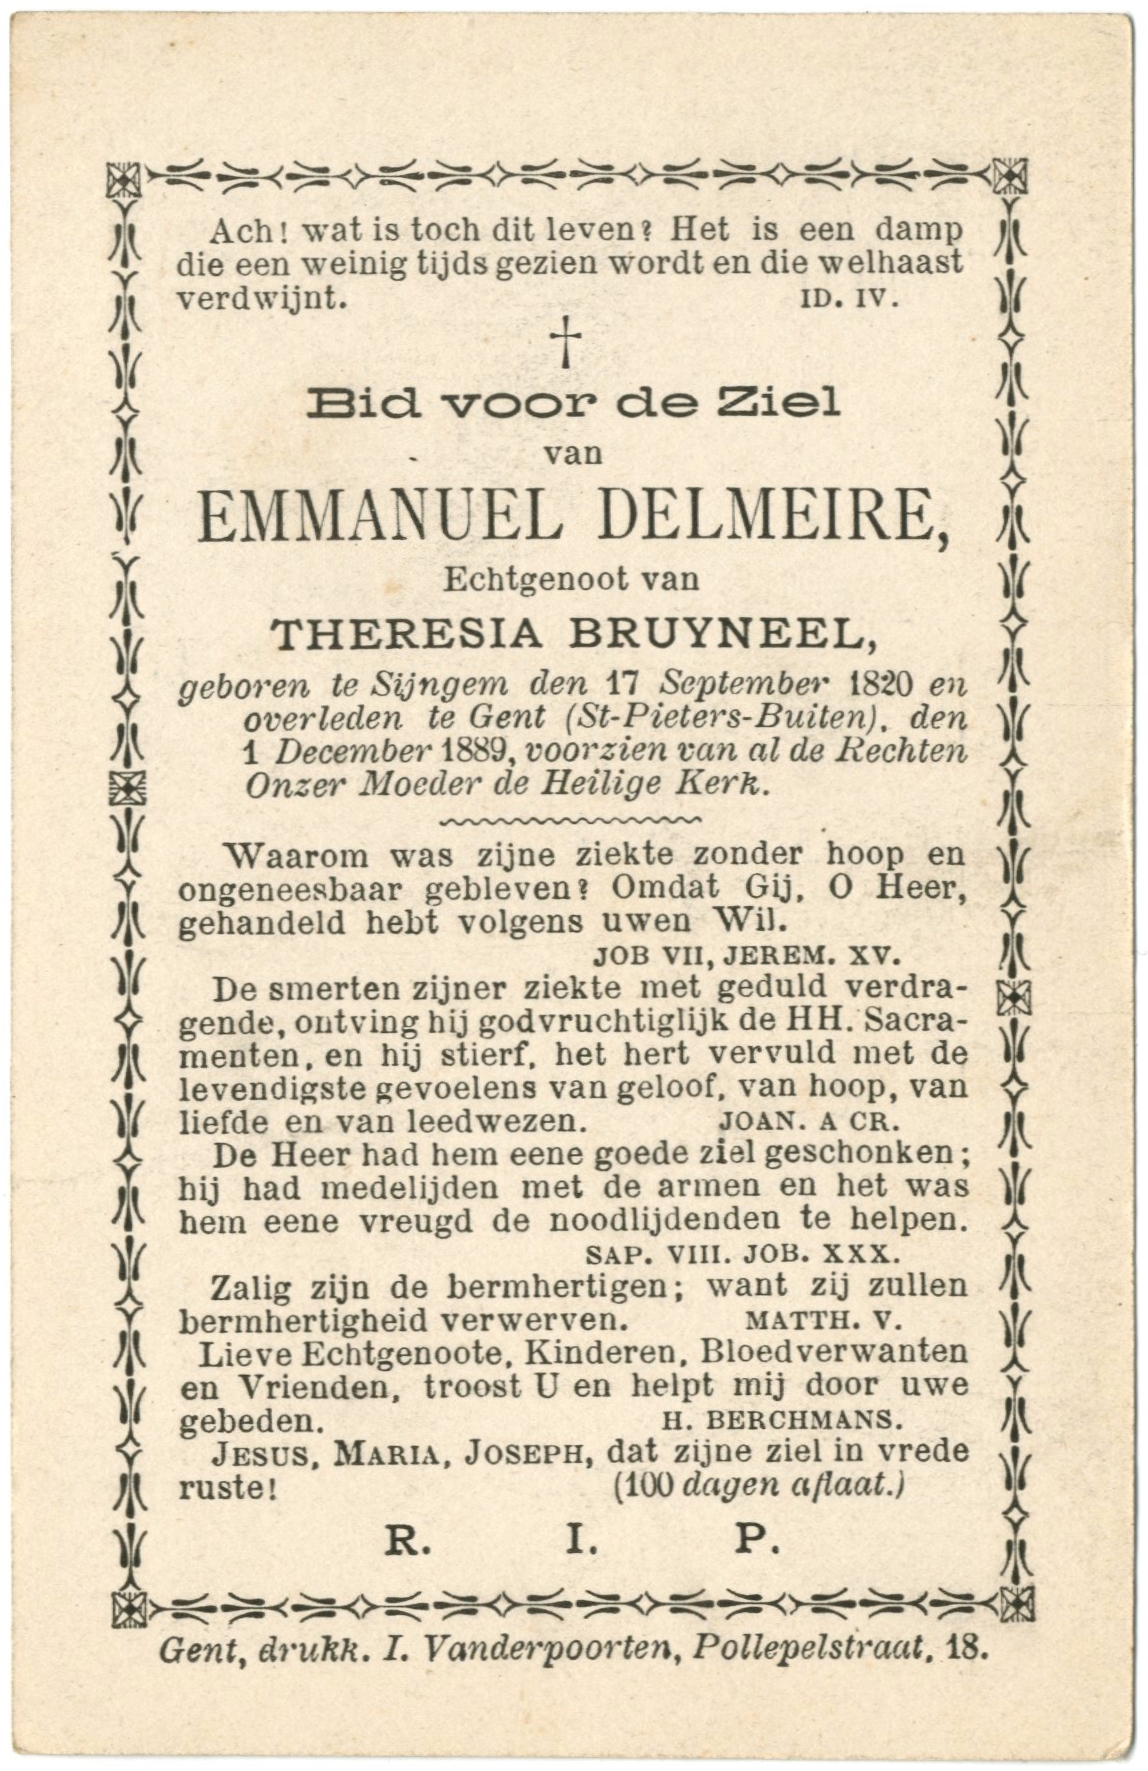 Ach! wat is toch dit leven? Het is een damp
die een weinig tijds gezien wordt en die welhaast
verdwijnt. ID. IV.
†
Bid voor de Ziel
van
EMMANUEL DELMEIRE,
Echtgenoot van
THERESIA BRUYNEEL,
geboren te Sijngem den 17 September 1820 en
overleden te Gent (St-Pieters-Buiten), den
1 December 1889, voorzien van al de Rechten
Onzer Moeder de Heilige Kerk.
Waarom was zijne ziekte zonder hoop en
ongeneesbaar gebleven? Omdat Gij, O Heer,
gehandeld hebt volgens uwen Wil.
JOB VII, JEREM. XV.
De smerten zijner ziekte met geduld verdra-
gende, ontving hij godvruchtiglijk de HH. Sacra-
menten, en hij stierf, het hert vervuld met de
levendigste gevoelens van geloof, van hoop, van
liefde en van leedwezen. JOAN. A CR.
De Heer had hem eene goede ziel geschonken;
hij had medelijden met de armen en het was
hem eene vreugd de noodlijdenden te helpen.
SAP. VIII. JOB. XXX.
Zalig zijn de bermhertigen; want zij zullen
bermhertigheid verwerven. MATTH. V.
Lieve Echtgenoote, Kinderen, Bloedverwanten
en Vrienden, troost U en helpt mij door uwe
gebeden. H. BERCHMANS.
JESUS, MARIA, JOSEPH, dat zijne ziel in vrede
ruste! (100 dagen aflaat.)
R. I. P.
Gent, drukk. I. Vanderpoorten, Pollepelstraat, 18.